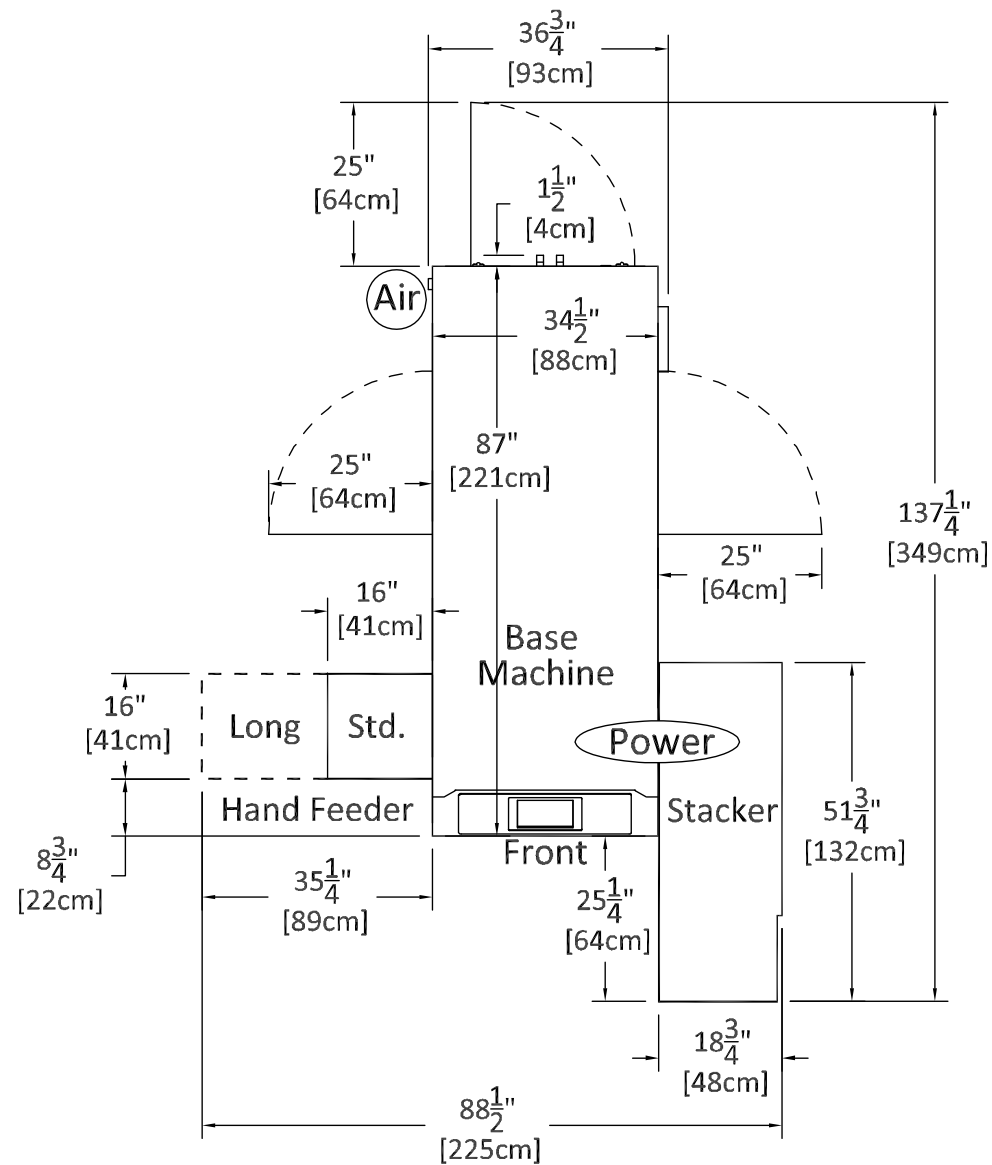 36 3/4"
[93cm]
25"
[64cm]
1 1/2"
[4cm]
Air
34 1/2"
[88cm]
87"
[221cm]
25"
[64cm]
137 1/4"
[349cm]
25"
[64cm]
16"
[41cm]
Base
Machine
16"
[41cm]
Long
Std.
Power
Hand Feeder
Stacker
51 3/4"
[132cm]
Front
8 3/4"
[22cm]
35 1/4"
[89cm]
25 1/4"
[64cm]
18 3/4"
[48cm]
88 1/2"
[225cm]